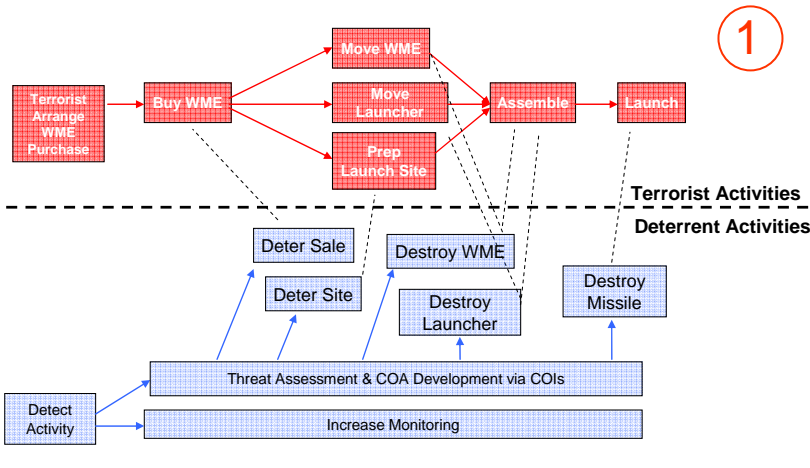 1
Move WME
Terrorist
Arrange
WME
Purchase
Buy WME
Move
Launcher
Assemble
Launch
Prep
Launch Site
Terrorist Activities
Deterrent Activities
Deter Sale
Destroy WME
Deter Site
Destroy
Launcher
Destroy
Missile
Threat Assessment & COA Development via COIs
Detect
Activity
Increase Monitoring